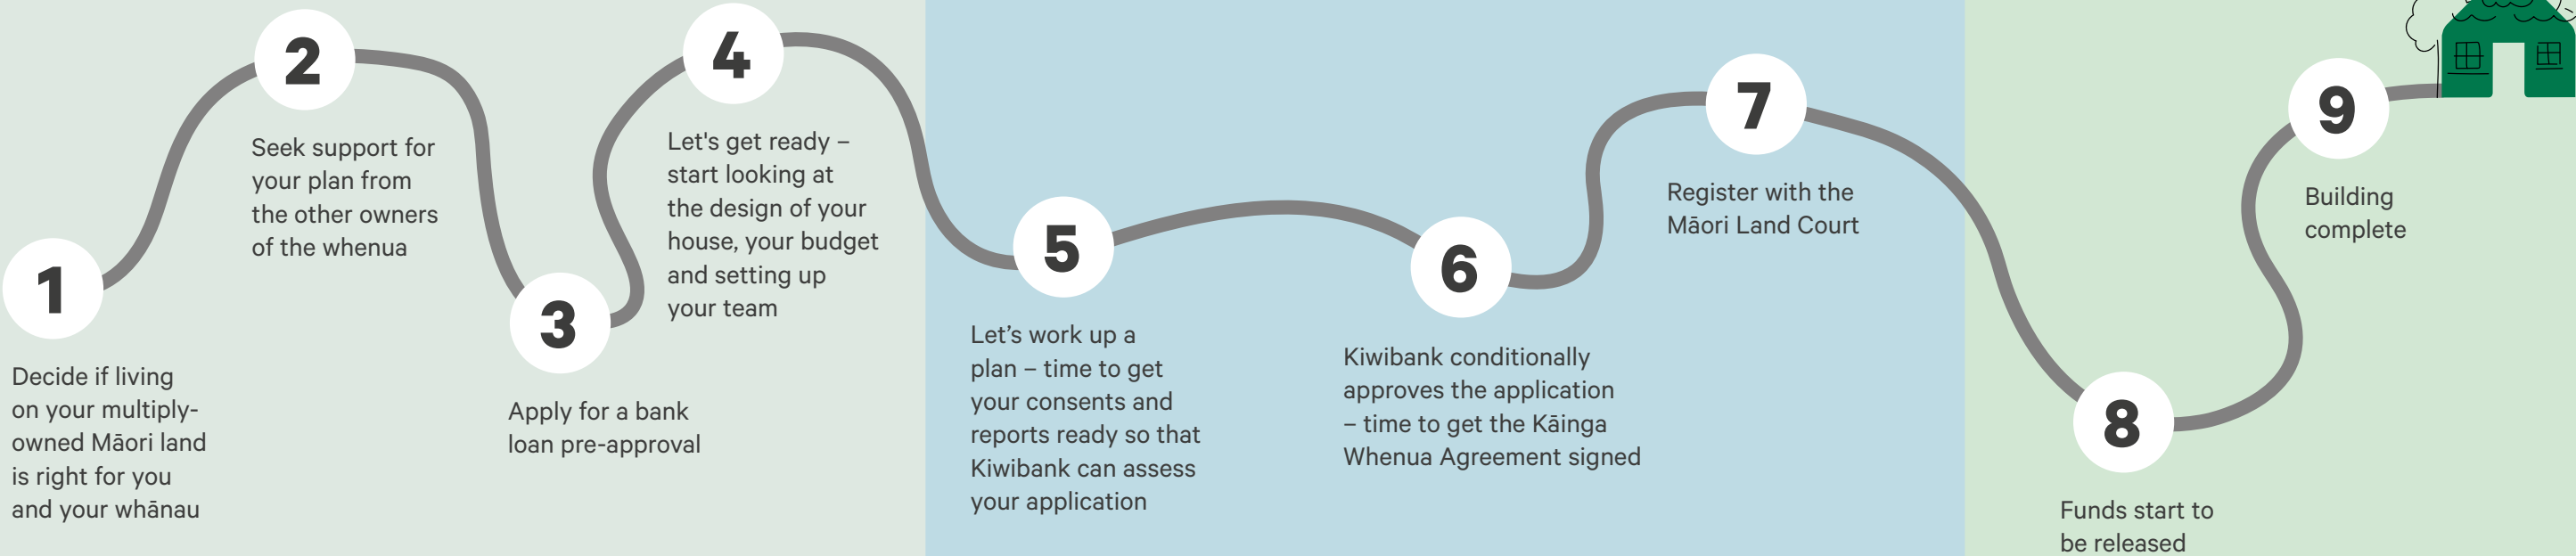 1
Decide if living
on your multiply-
owned Māori land
is right for you
and your whānau
2
Seek support for
your plan from
the other owners
of the whenua
3
Apply for a bank
loan pre-approval
4
Let's get ready –
start looking at
the design of your
house, your budget
and setting up
your team
5
Let’s work up a
plan – time to get
your consents and
reports ready so that
Kiwibank can assess
your application
6
Kiwibank conditionally
approves the application
– time to get the Kāinga
Whenua Agreement signed
7
Register with the
Māori Land Court
8
Funds start to
be released
9
Building
complete